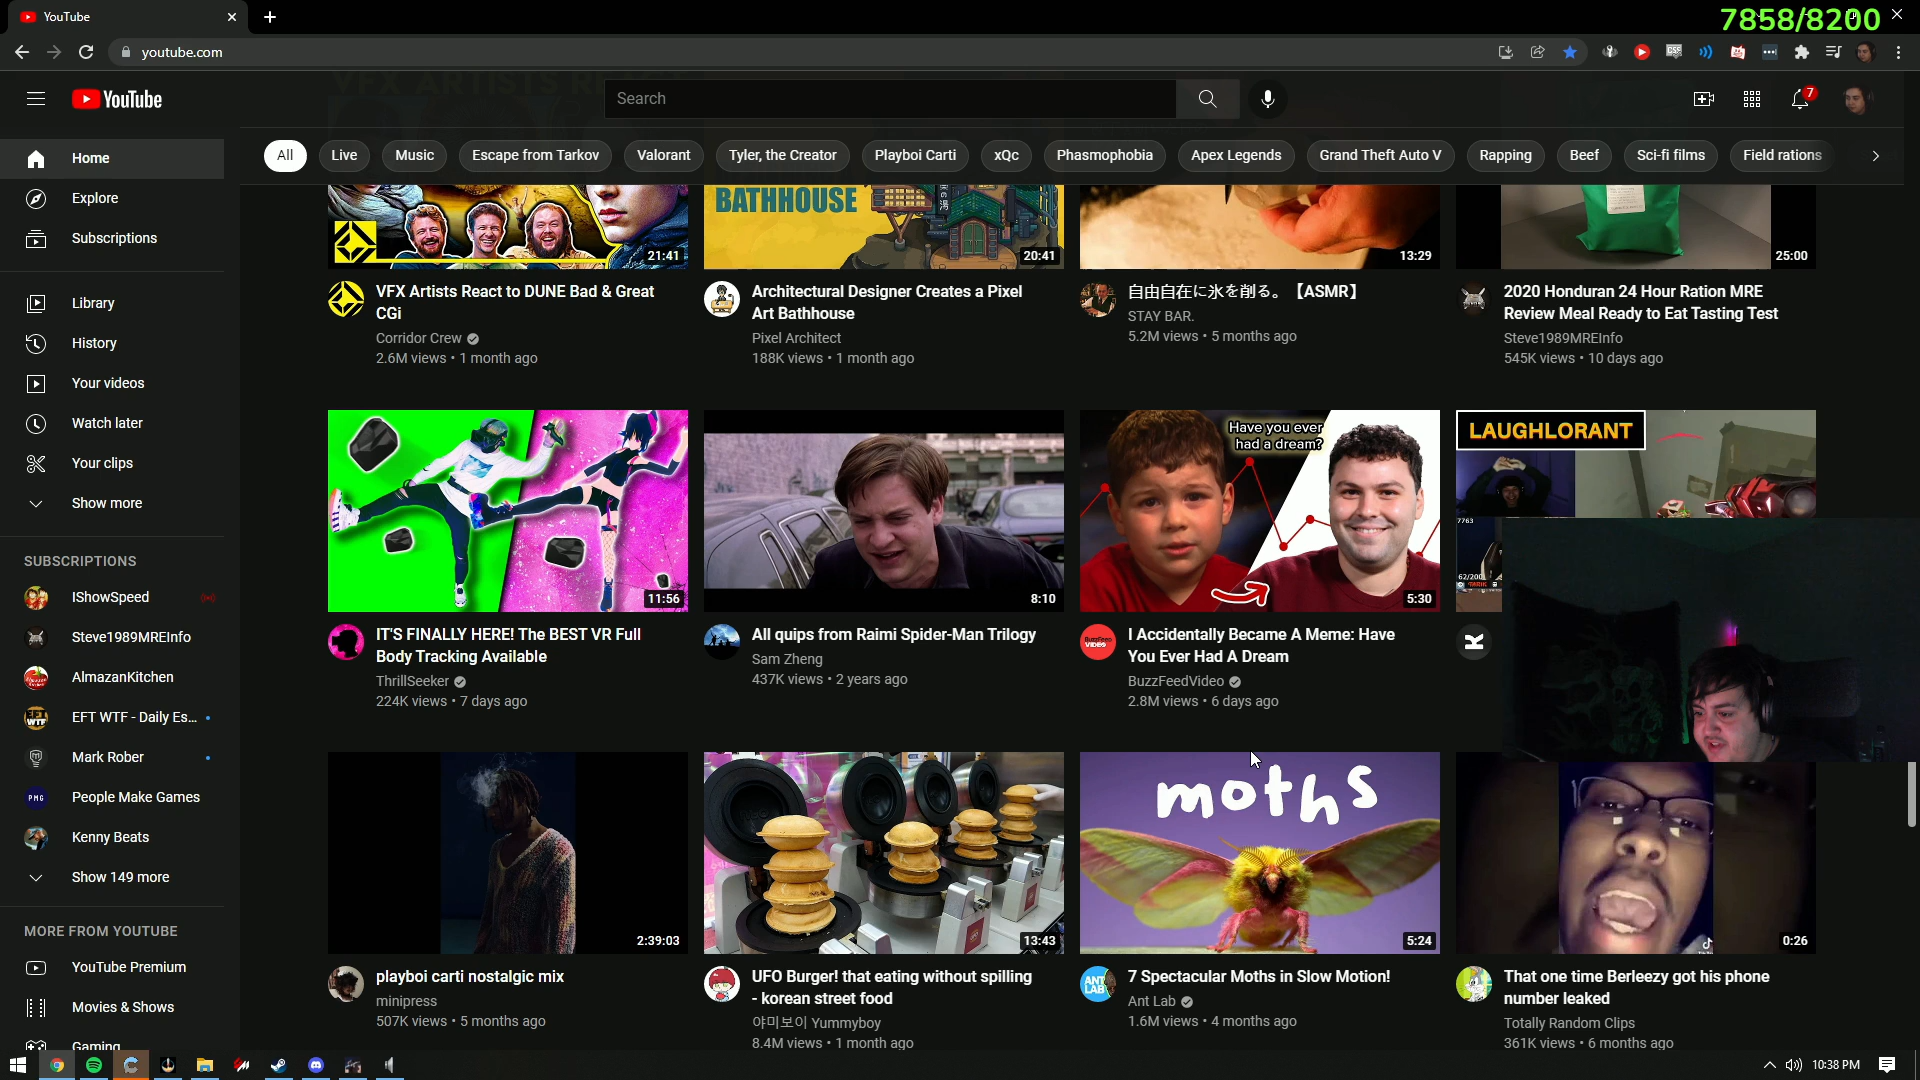 YouTube
7858/8200
youtube.com
YouTube
Search
7
Home
Explore
Subscriptions
Library
History
Your videos
Watch later
Your clips
Show more
SUBSCRIPTIONS
IShowSpeed
Steve1989MREInfo
AlmazanKitchen
EFT WTF - Daily Es...
Mark Rober
People Make Games
Kenny Beats
Show 149 more
MORE FROM YOUTUBE
YouTube Premium
Movies & Shows
Gaming
All
Live
Music
Escape from Tarkov
Valorant
Tyler, the Creator
Playboi Carti
xQc
Phasmophobia
Apex Legends
Grand Theft Auto V
Rapping
Beef
Sci-fi films
Field rations
21:41
VFX Artists React to DUNE Bad & Great
CGi
Corridor Crew
2.6M views • 1 month ago
BATHHOUSE
20:41
Architectural Designer Creates a Pixel
Art Bathhouse
Pixel Architect
188K views • 1 month ago
13:29
自由自在に氷を削る。【ASMR】
STAY BAR.
5.2M views • 5 months ago
25:00
2020 Honduran 24 Hour Ration MRE
Review Meal Ready to Eat Tasting Test
Steve1989MREInfo
545K views • 10 days ago
11:56
IT'S FINALLY HERE! The BEST VR Full
Body Tracking Available
ThrillSeeker
224K views • 7 days ago
8:10
All quips from Raimi Spider-Man Trilogy
Sam Zheng
437K views • 2 years ago
Have you ever
had a dream?
5:30
BuzzFeed
VIDEO
I Accidentally Became A Meme: Have
You Ever Had A Dream
BuzzFeedVideo
2.8M views • 6 days ago
LAUGHLORANT
7763
62/200
2:39:03
playboi carti nostalgic mix
minipress
507K views • 5 months ago
13:43
UFO Burger! that eating without spilling
- korean street food
야미보이 Yummyboy
8.4M views • 1 month ago
moths
5:24
ANT
LAB
7 Spectacular Moths in Slow Motion!
Ant Lab
1.6M views • 4 months ago
0:26
That one time Berleezy got his phone
number leaked
Totally Random Clips
361K views • 6 months ago
10:38 PM